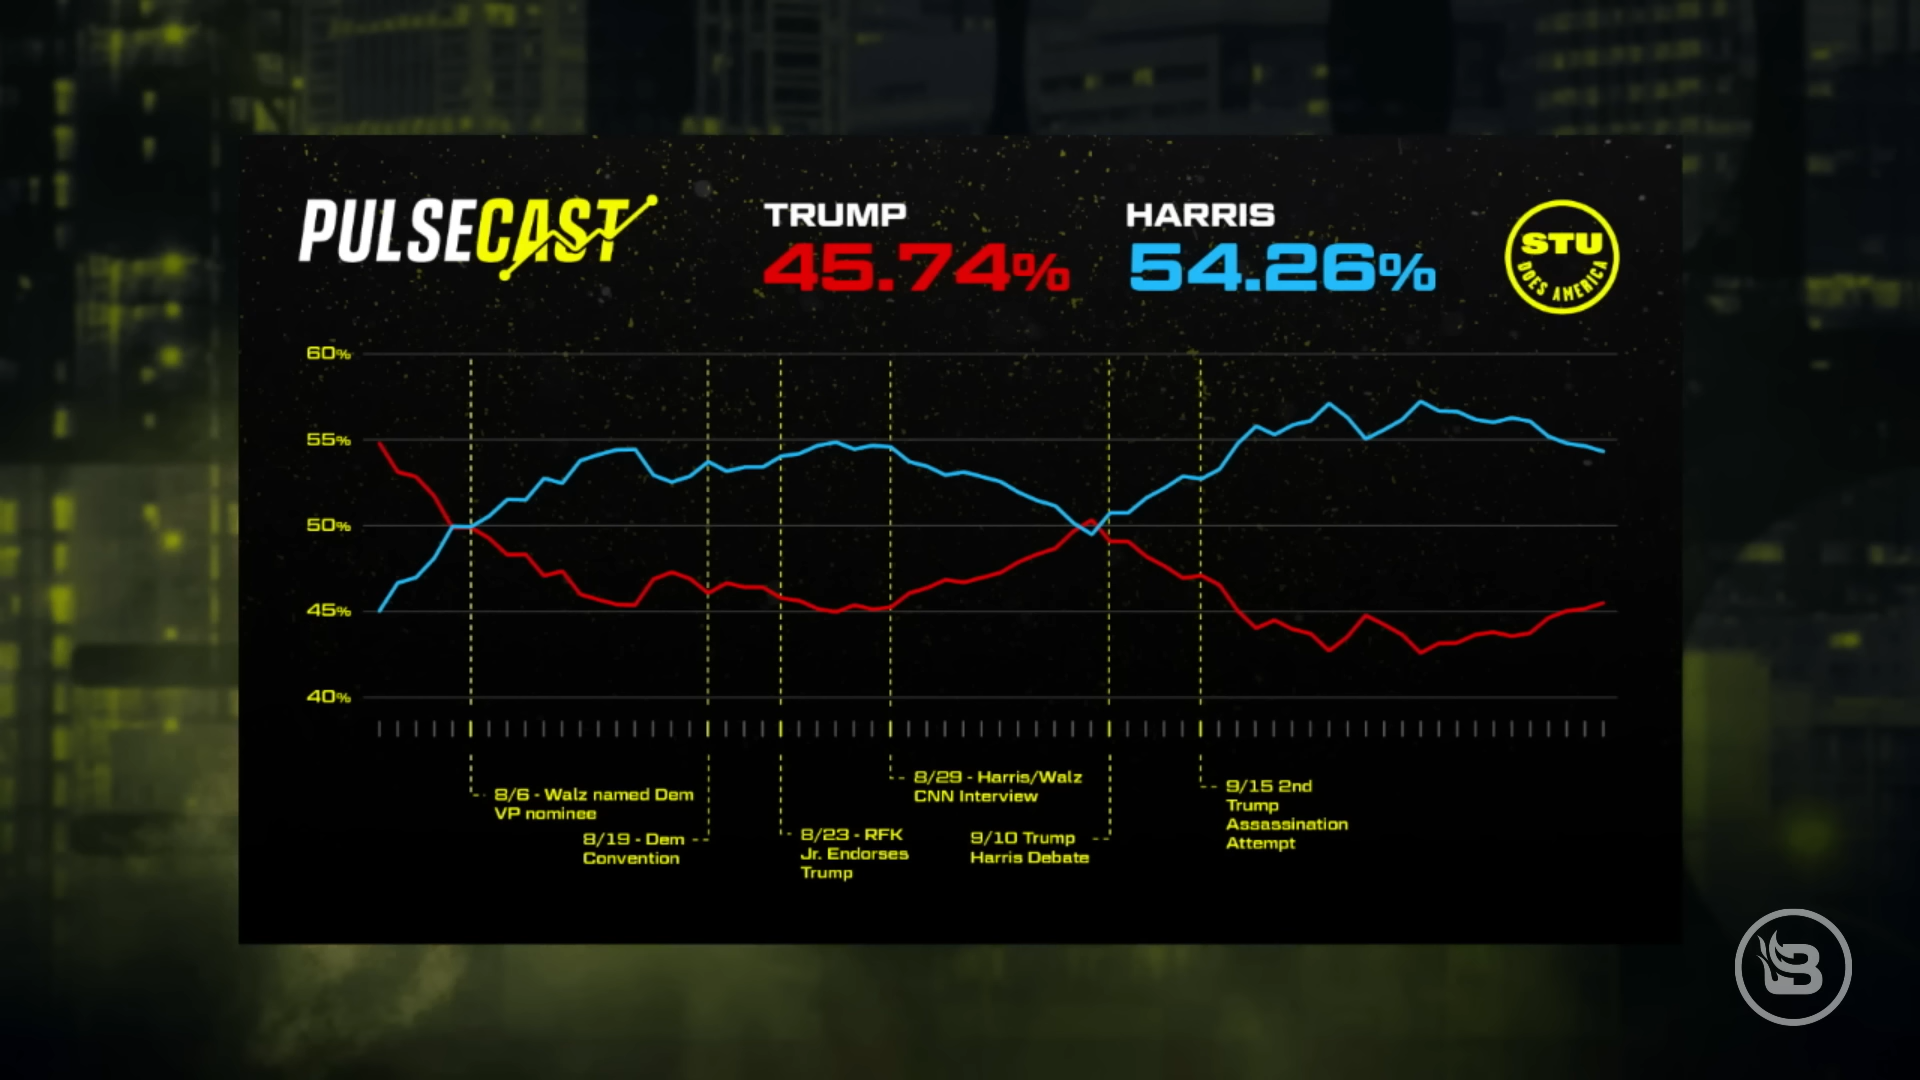 PULSECAST
TRUMP
45.74%
HARRIS
54.26%
STU
DOES AMERICA
60%
55%
50%
45%
40%
8/6 - Walz named Dem
VP nominee
8/19 - Dem
Convention
8/23 - RFK
Jr. Endorses
Trump
8/29 - Harris/Walz
CNN Interview
9/10 Trump
Harris Debate
9/15 2nd
Trump
Assassination
Attempt
B